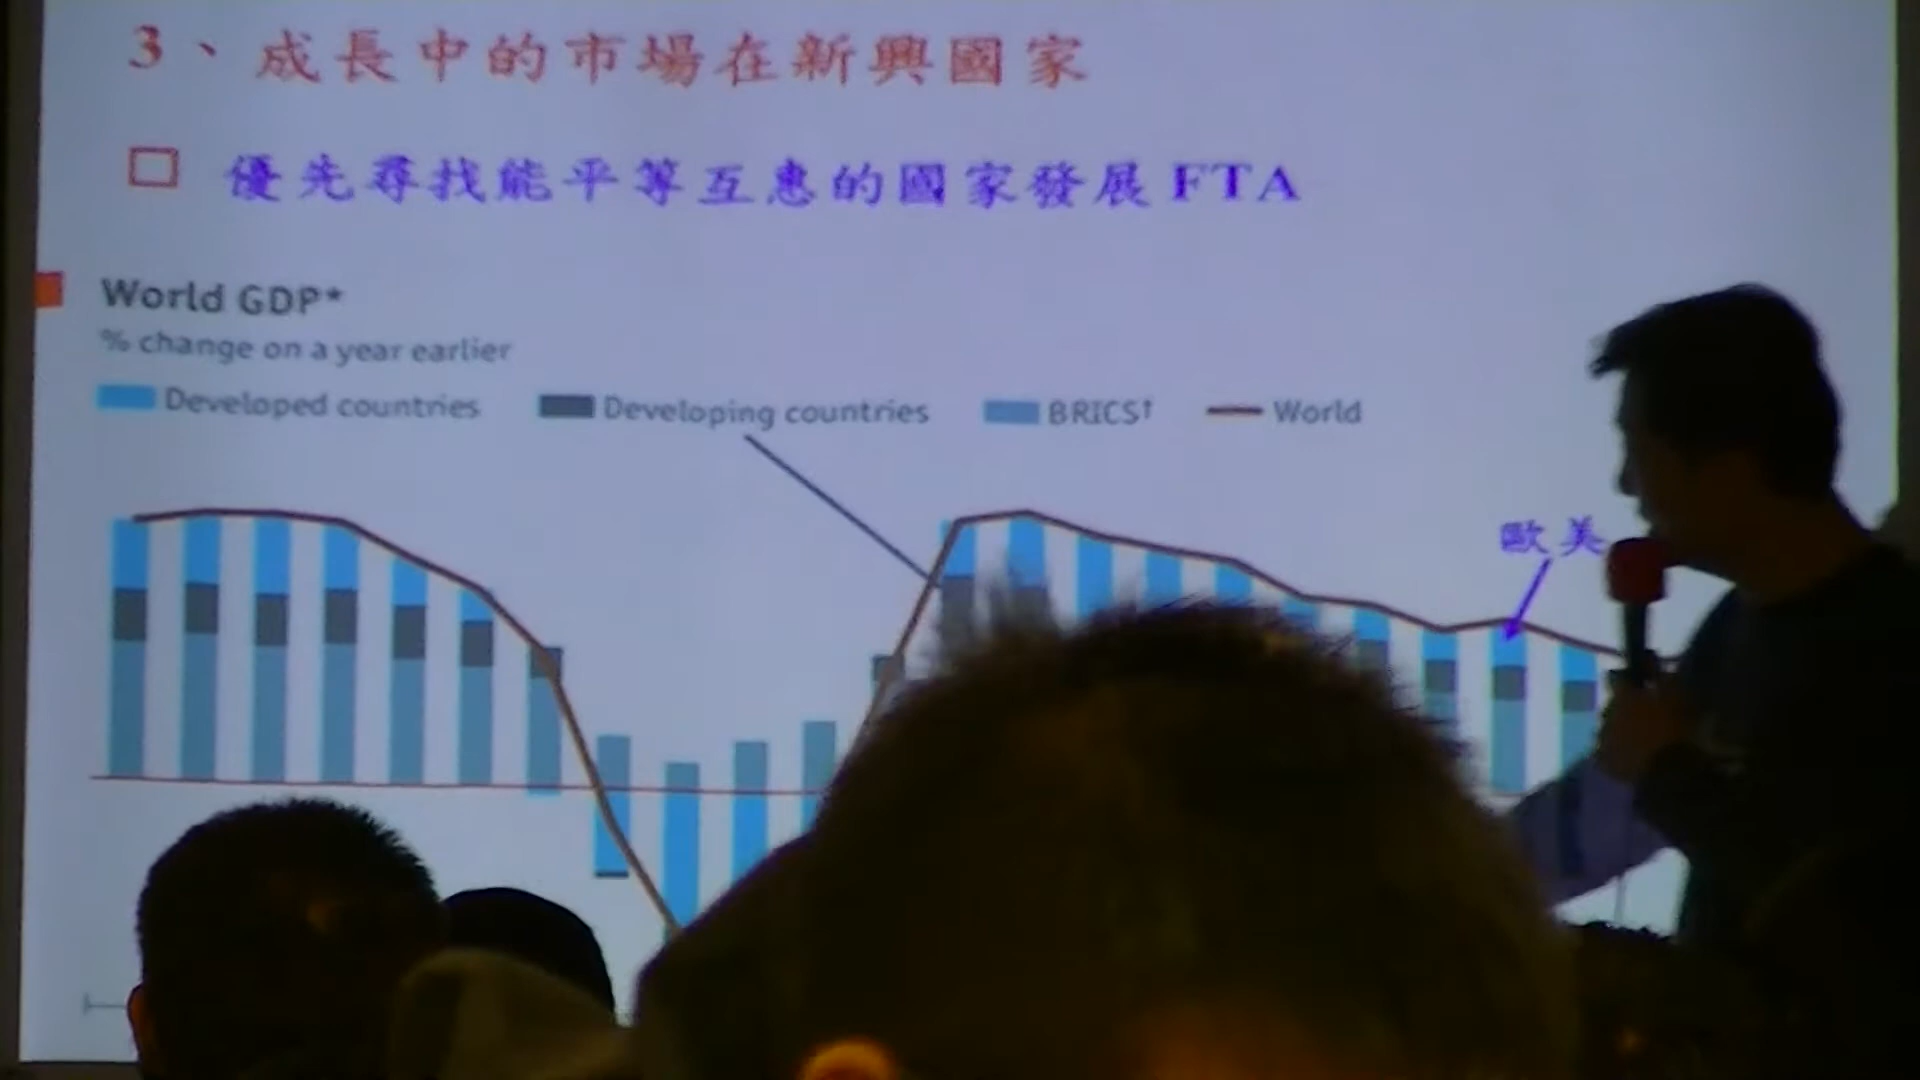 3、成長中的市場在新興國家
優先尋找能平等互惠的國家發展FTA
World GDP*
% change on a year earlier
Developed countries
Developing countries
BRICS†
World
歐美